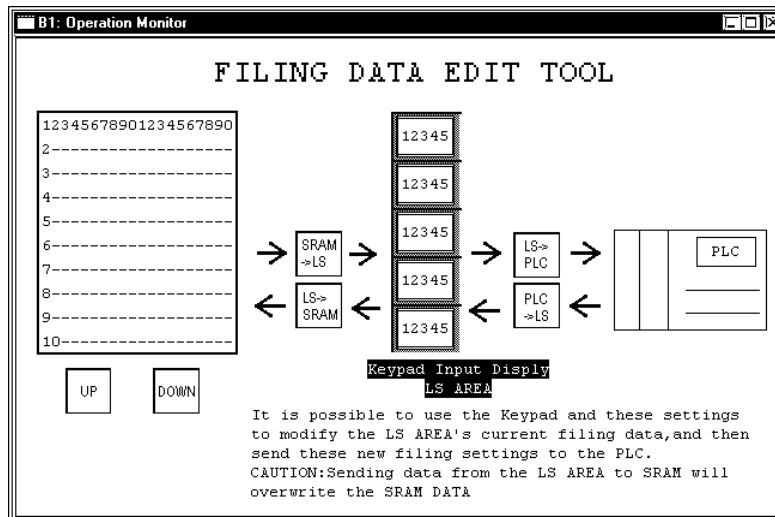 B1: Operation Monitor
FILING DATA EDIT TOOL
12345678901234567890
2------------------
3------------------
4------------------
5------------------
6------------------
7------------------
8------------------
9------------------
10-----------------
UP
DOWN
SRAM
->LS
LS->
SRAM
12345
12345
12345
12345
12345
Keypad Input Disply
LS AREA
LS->
PLC
PLC
->LS
PLC
It is possible to use the Keypad and these settings
to modify the LS AREA's current filing data,and then
send these new filing settings to the PLC.
CAUTION:Sending data from the LS AREA to SRAM will
overwrite the SRAM DATA